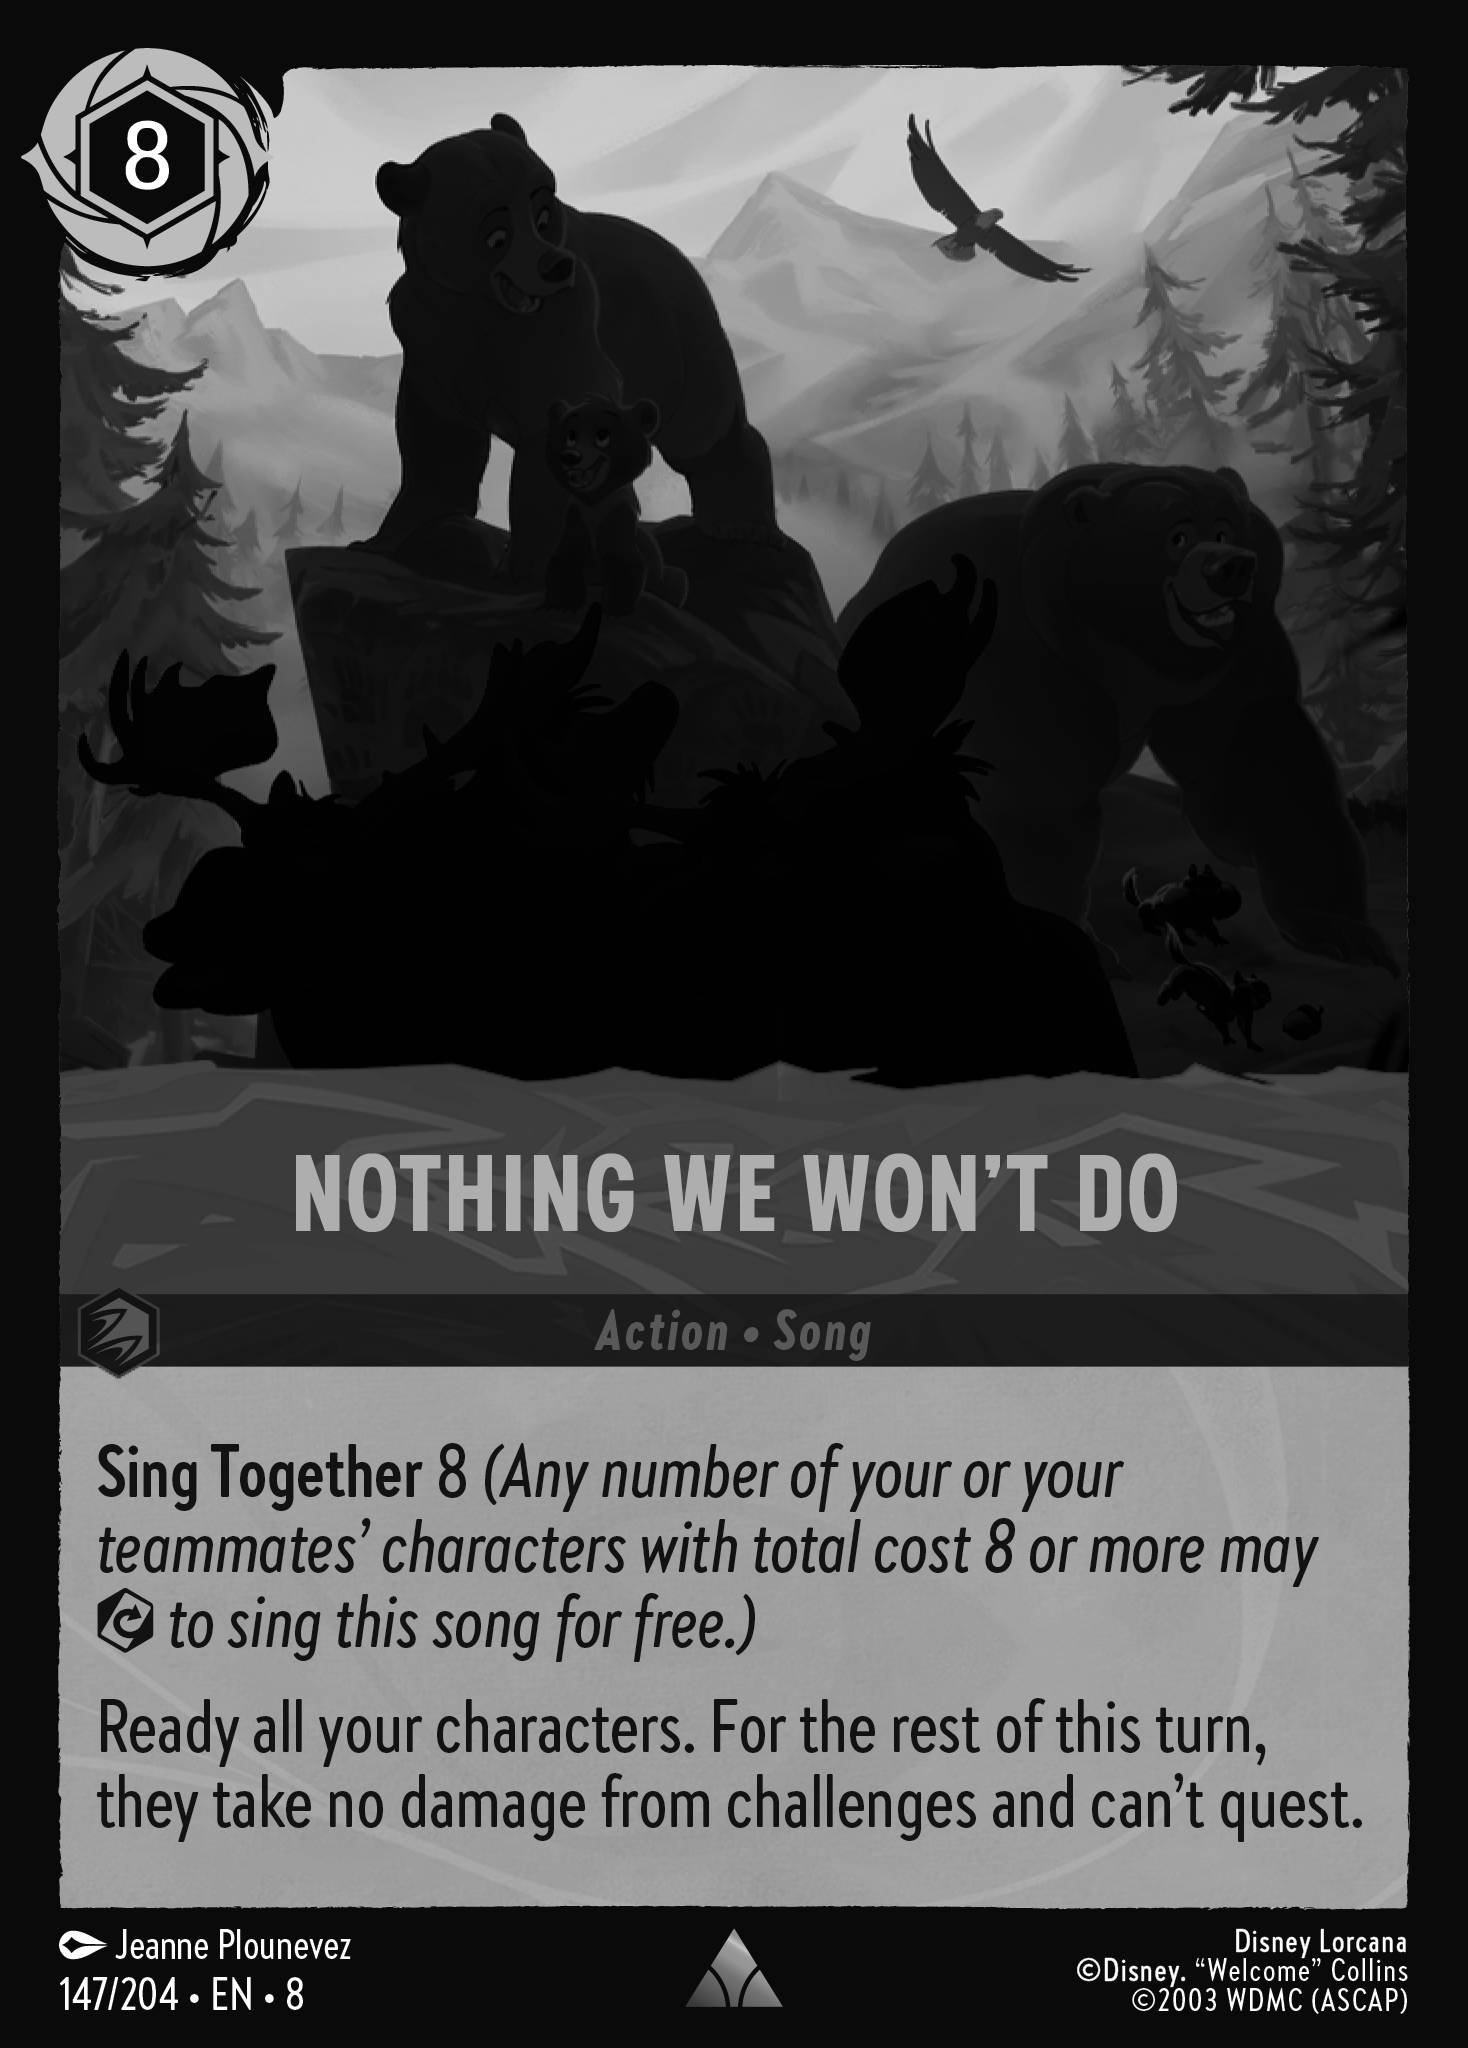 8
NOTHING WE WON’T DO
Action • Song
Sing Together 8 (Any number of your or your
teammates’ characters with total cost 8 or more may
to sing this song for free.)
Ready all your characters. For the rest of this turn,
they take no damage from challenges and can’t quest.
Jeanne Plounevez
147/204 • EN • 8
Disney Lorcana
©Disney. “Welcome” Collins
©2003 WDMC (ASCAP)